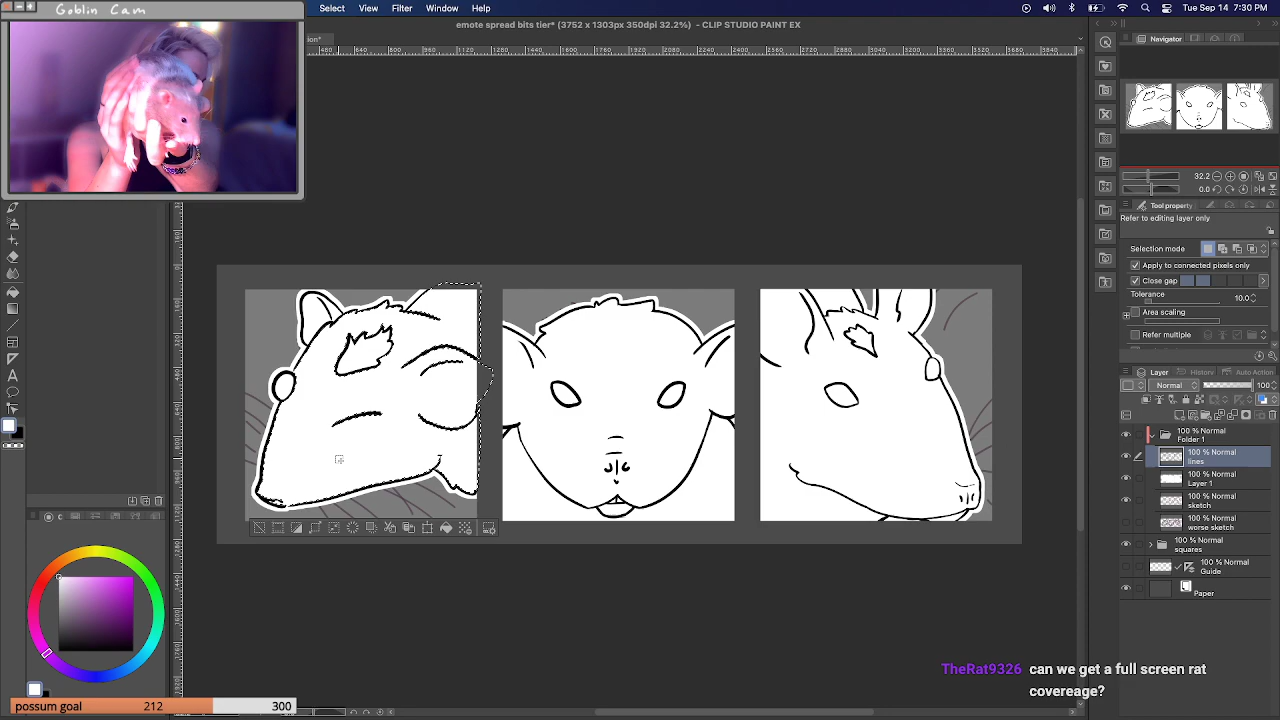 Goblin Cam
Select View Filter Window Help
Tue Sep 14 7:30 PM
emote spread bits tier* (3752 x 1303px 350dpi 32.2%) - CLIP STUDIO PAINT EX
Navigator
32.2
0.0
Tool property
Refer to editing layer only
Selection mode
Apply to connected pixels only
Close gap
Tolerance
10.0
Area scaling
Refer multiple
Layer History Auto Action
Normal 100
100 % Normal
Folder 1
100 % Normal
lines
100 % Normal
Layer 1
100 % Normal
sketch
100 % Normal
worse sketch
100 % Normal
squares
100 % Normal
Guide
Paper
TheRat9326 can we get a full screen rat
covereage?
possum goal 212 300